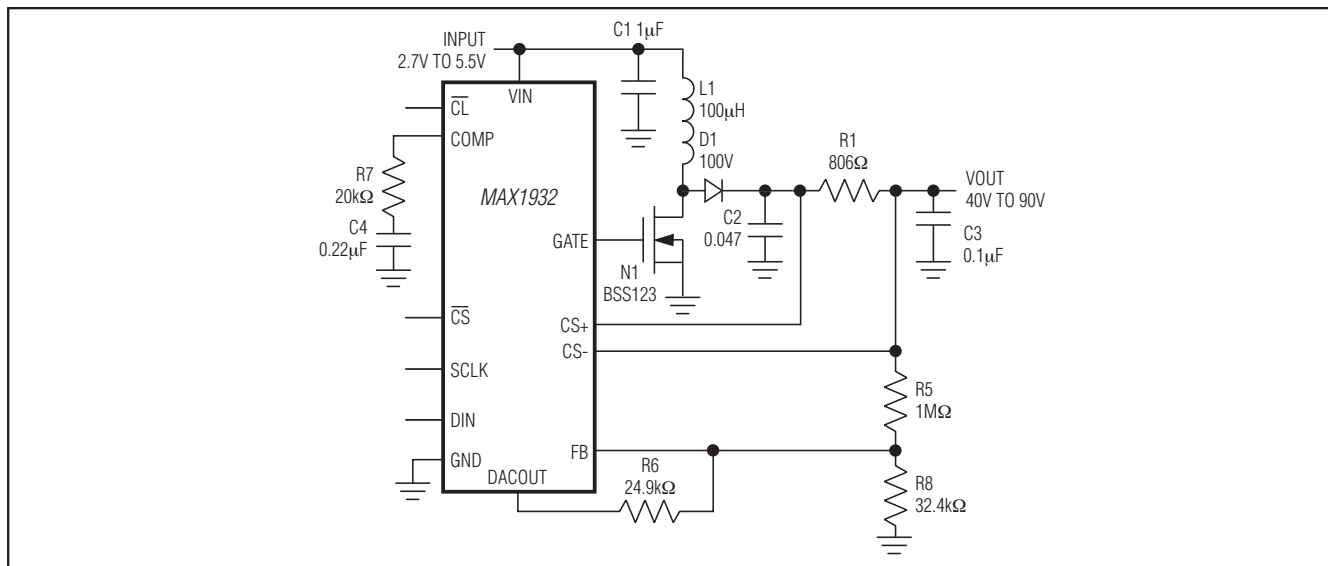 INPUT
2.7V TO 5.5V
C1 1μF
VIN
L1
100μH
D1
100V
R1
806Ω
VOUT
40V TO 90V
C̅L̅
COMP
R7
20kΩ
C4
0.22μF
MAX1932
GATE
C2
0.047
C3
0.1μF
N1
BSS123
C̅S̅
CS+
CS-
SCLK
DIN
GND
FB
DACOUT
R5
1MΩ
R6
24.9kΩ
R8
32.4kΩ